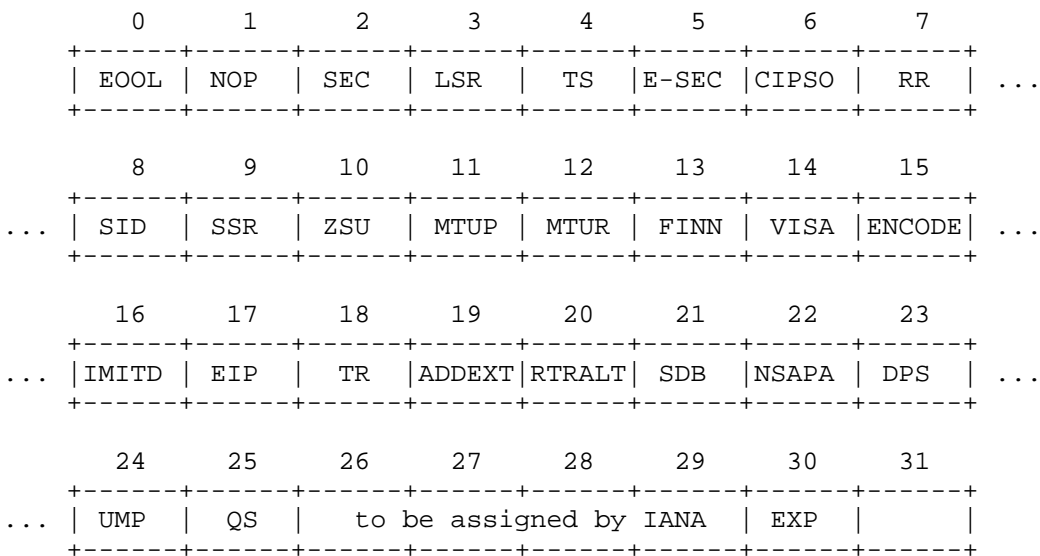 0 1 2 3 4 5 6 7
+------+------+------+------+------+------+------+------+
| EOOL | NOP | SEC | LSR | TS |E-SEC |CIPSO | RR | ...
+------+------+------+------+------+------+------+------+
8 9 10 11 12 13 14 15
+------+------+------+------+------+------+------+------+
... | SID | SSR | ZSU | MTUP | MTUR | FINN | VISA |ENCODE| ...
+------+------+------+------+------+------+------+------+
16 17 18 19 20 21 22 23
+------+------+------+------+------+------+------+------+
... |IMITD | EIP | TR |ADDEXT|RTRALT| SDB |NSAPA | DPS | ...
+------+------+------+------+------+------+------+------+
24 25 26 27 28 29 30 31
+------+------+------+------+------+------+------+------+
... | UMP | QS | to be assigned by IANA | EXP | |
+------+------+------+------+------+------+------+------+